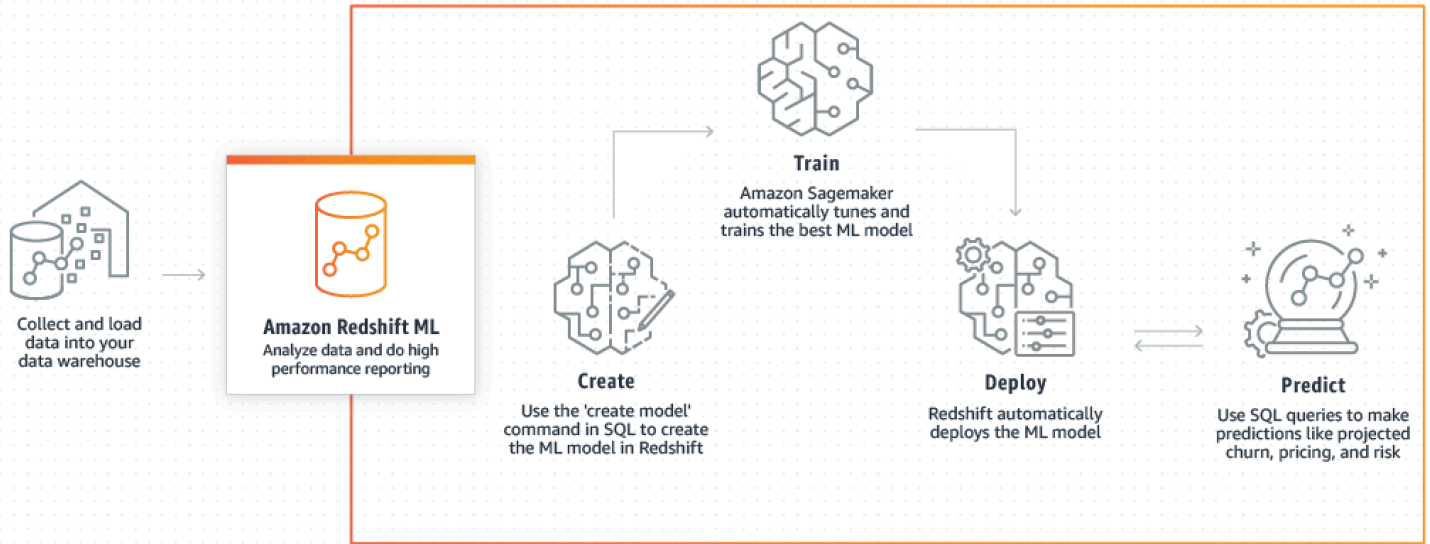 Collect and load
data into your
data warehouse
Amazon Redshift ML
Analyze data and do high
performance reporting
Create
Use the 'create model'
command in SQL to create
the ML model in Redshift
Train
Amazon Sagemaker
automatically tunes and
trains the best ML model
Deploy
Redshift automatically
deploys the ML model
Predict
Use SQL queries to make
predictions like projected
churn, pricing, and risk